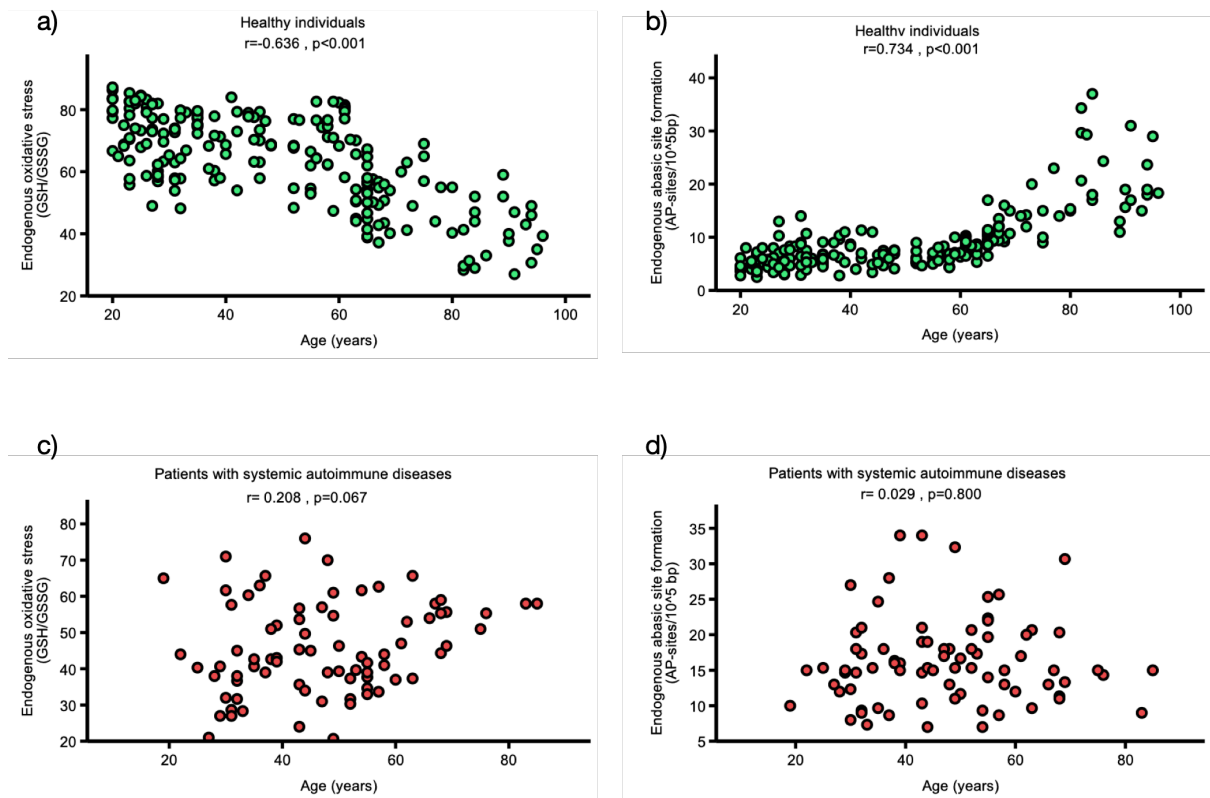 a)
Healthy individuals
r=-0.636 , p<0.001
Endogenous oxidative stress
(GSH/GSSG)
80
60
40
20
20 40 60 80 100
Age (years)
b)
Healthv individuals
r=0.734 , p<0.001
Endogenous abasic site formation
(AP-sites/10^5bp)
40
30
20
10
0
20 40 60 80 100
Age (years)
c)
Patients with systemic autoimmune diseases
r= 0.208 , p=0.067
Endogenous oxidative stress
(GSH/GSSG)
80
70
60
50
40
30
20
20 40 60 80
Age (years)
d)
Patients with systemic autoimmune diseases
r= 0.029 , p=0.800
Endogenous abasic site formation
(AP-sites/10^5 bp)
35
30
25
20
15
10
5
20 40 60 80
Age (years)